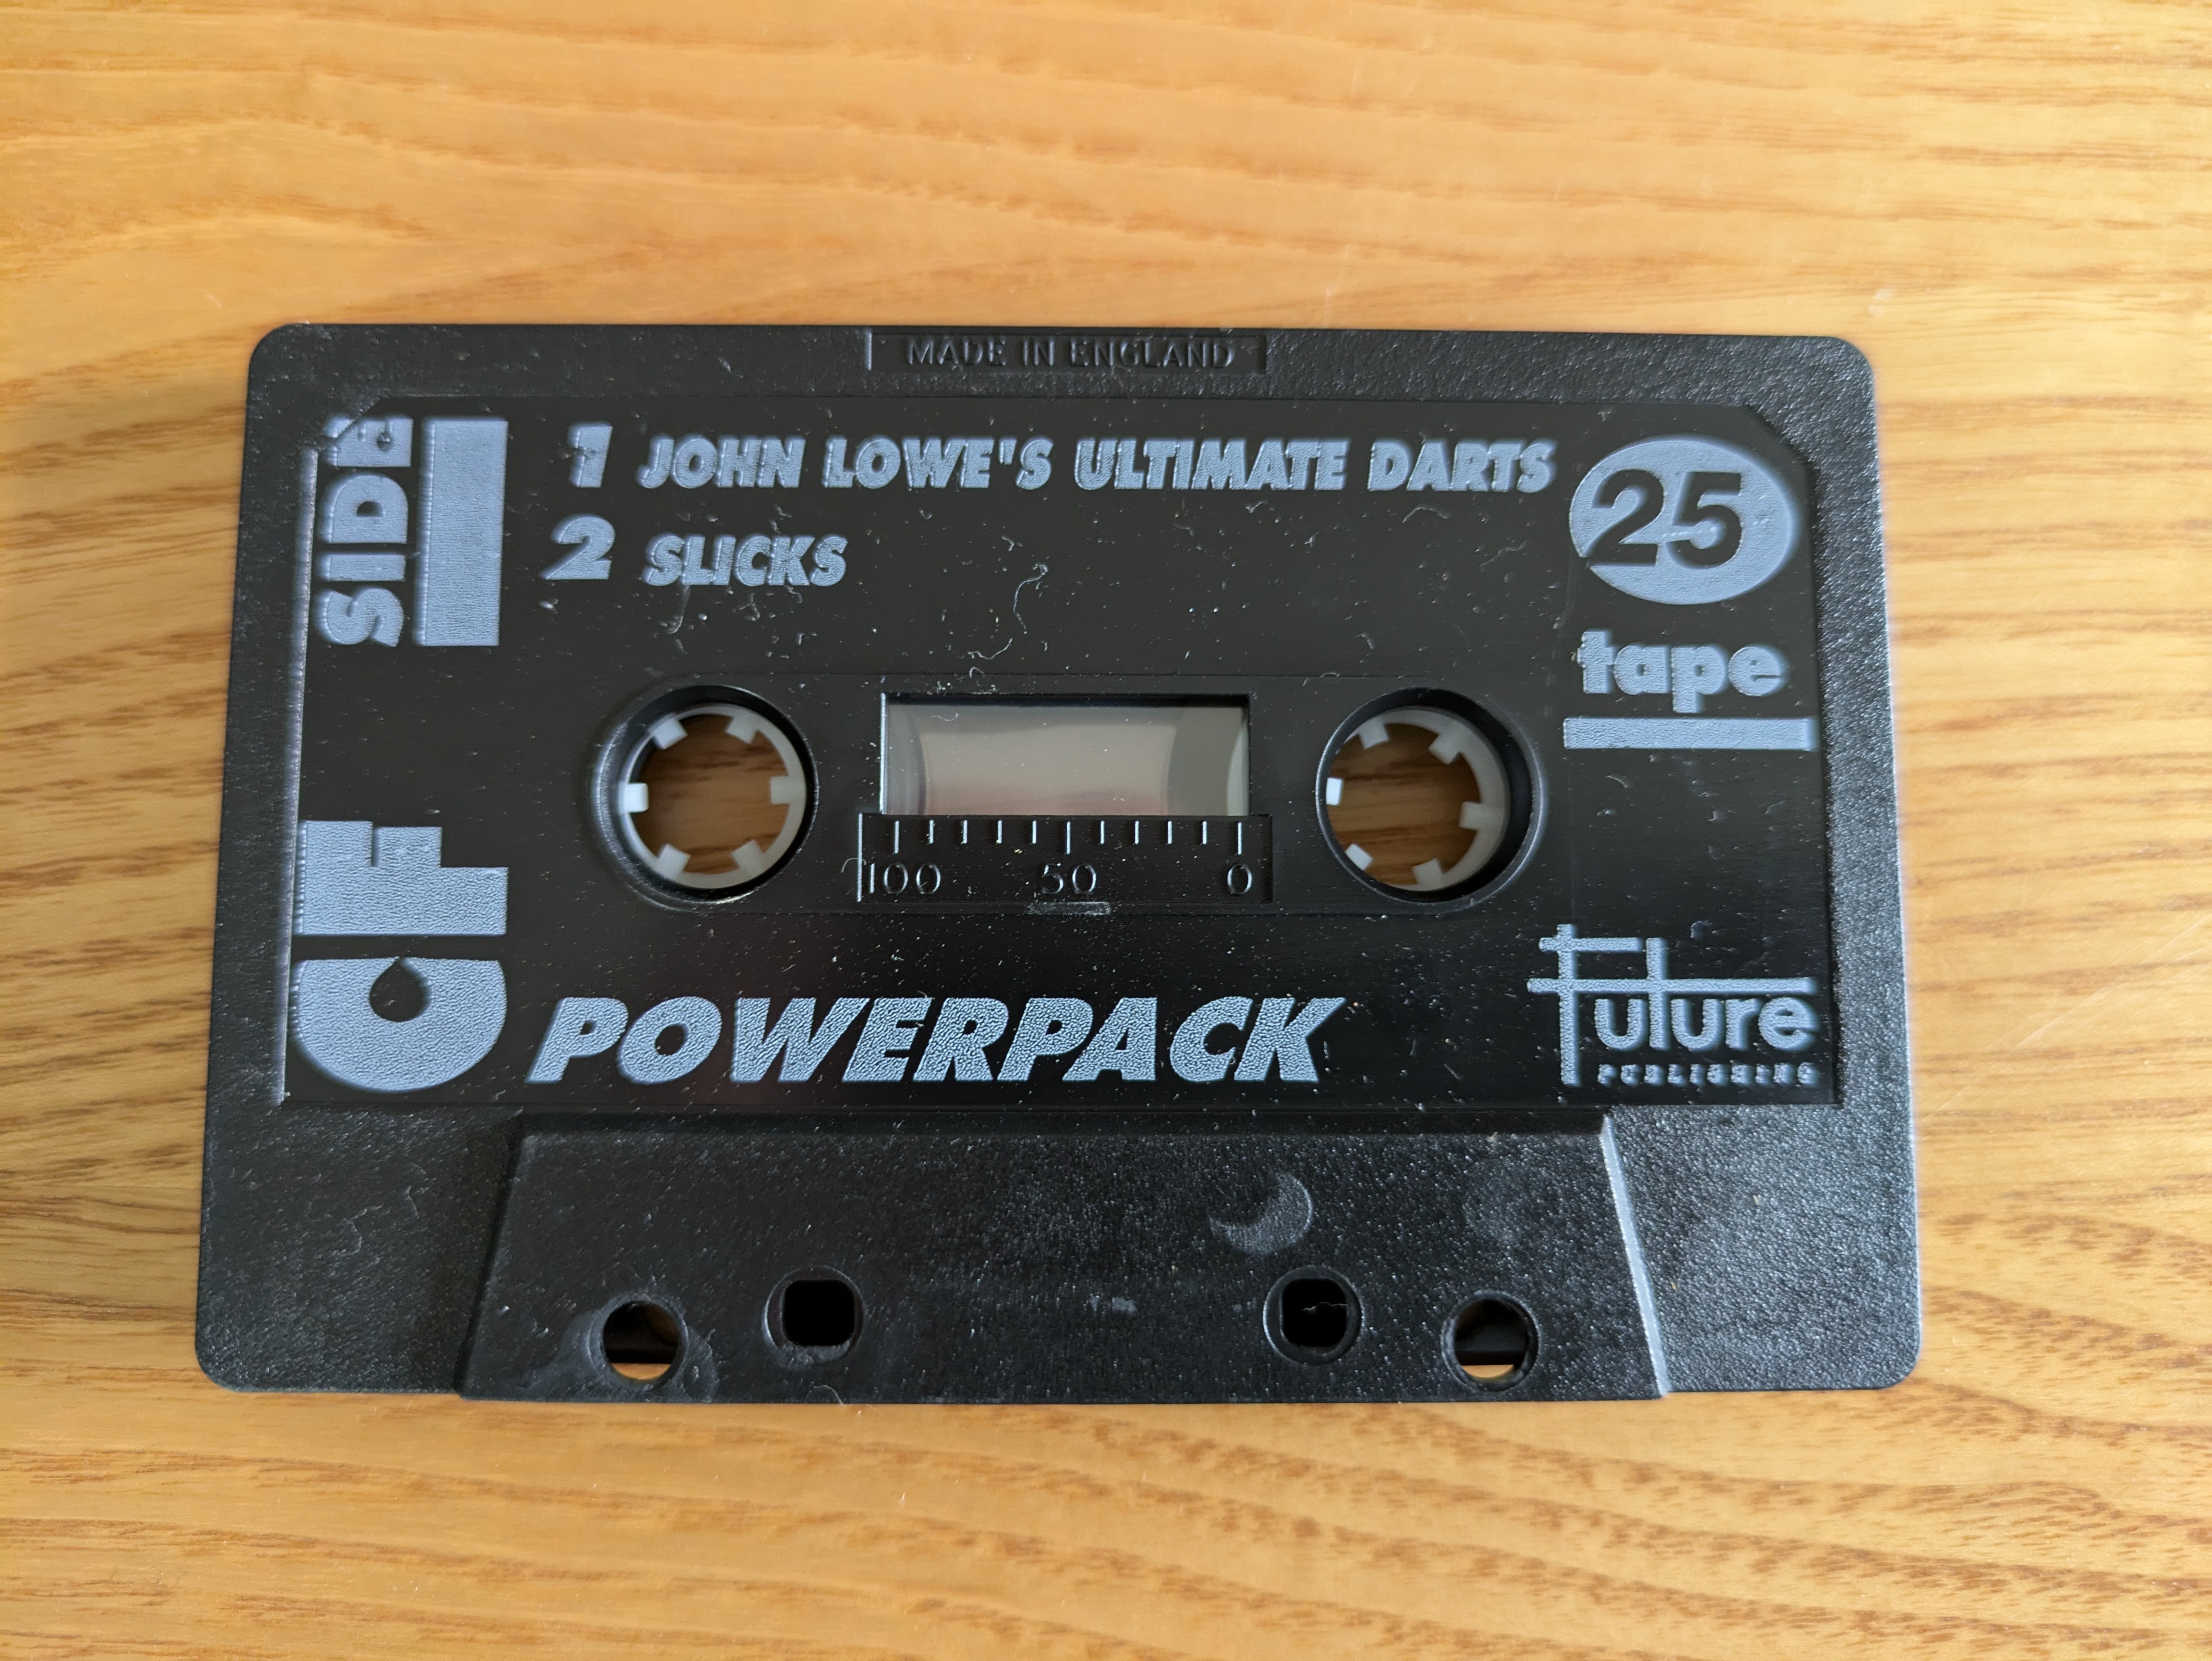 MADE IN ENGLAND
SIDE 1
1 JOHN LOWE'S ULTIMATE DARTS
2 SLICKS
25
tape
100 50 0
CF
POWERPACK
Future
PUBLISHING